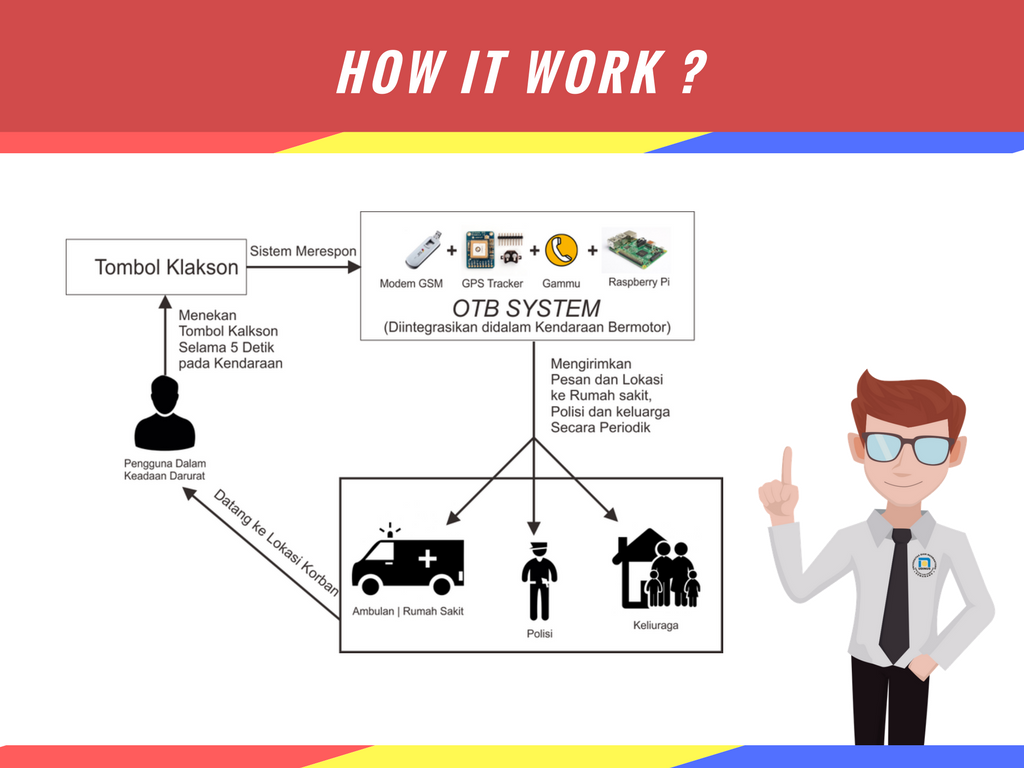 HOW IT WORK ?
Tombol Klakson
Sistem Merespon
Modem GSM
GPS Tracker
Gammu
Raspberry Pi
OTB SYSTEM
(Diintegrasikan didalam Kendaraan Bermotor)
Menekan
Tombol Kalkson
Selama 5 Detik
pada Kendaraan
Pengguna Dalam
Keadaan Darurat
Mengirimkan
Pesan dan Lokasi
ke Rumah sakit,
Polisi dan keluarga
Secara Periodik
Datang ke Lokasi Korban
Ambulan | Rumah Sakit
Polisi
Keliuraga